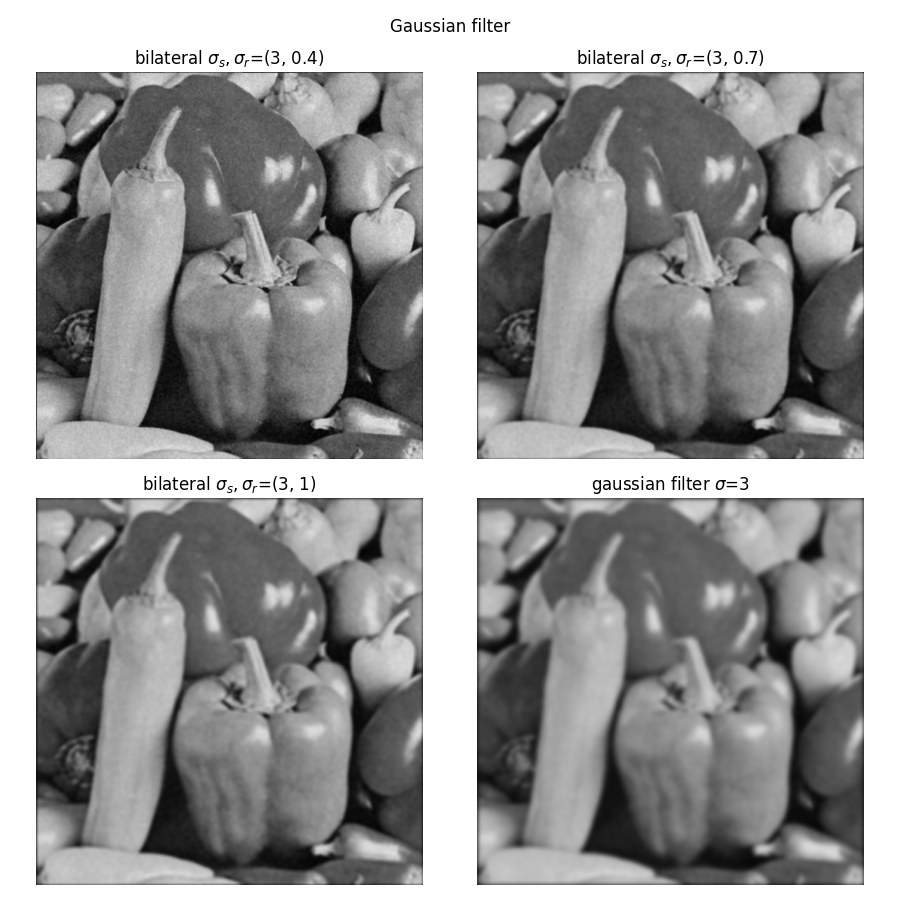 Gaussian filter
bilateral σₛ, σᵣ=(3, 0.4)
bilateral σₛ, σᵣ=(3, 0.7)
bilateral σₛ, σᵣ=(3, 1)
gaussian filter σ=3